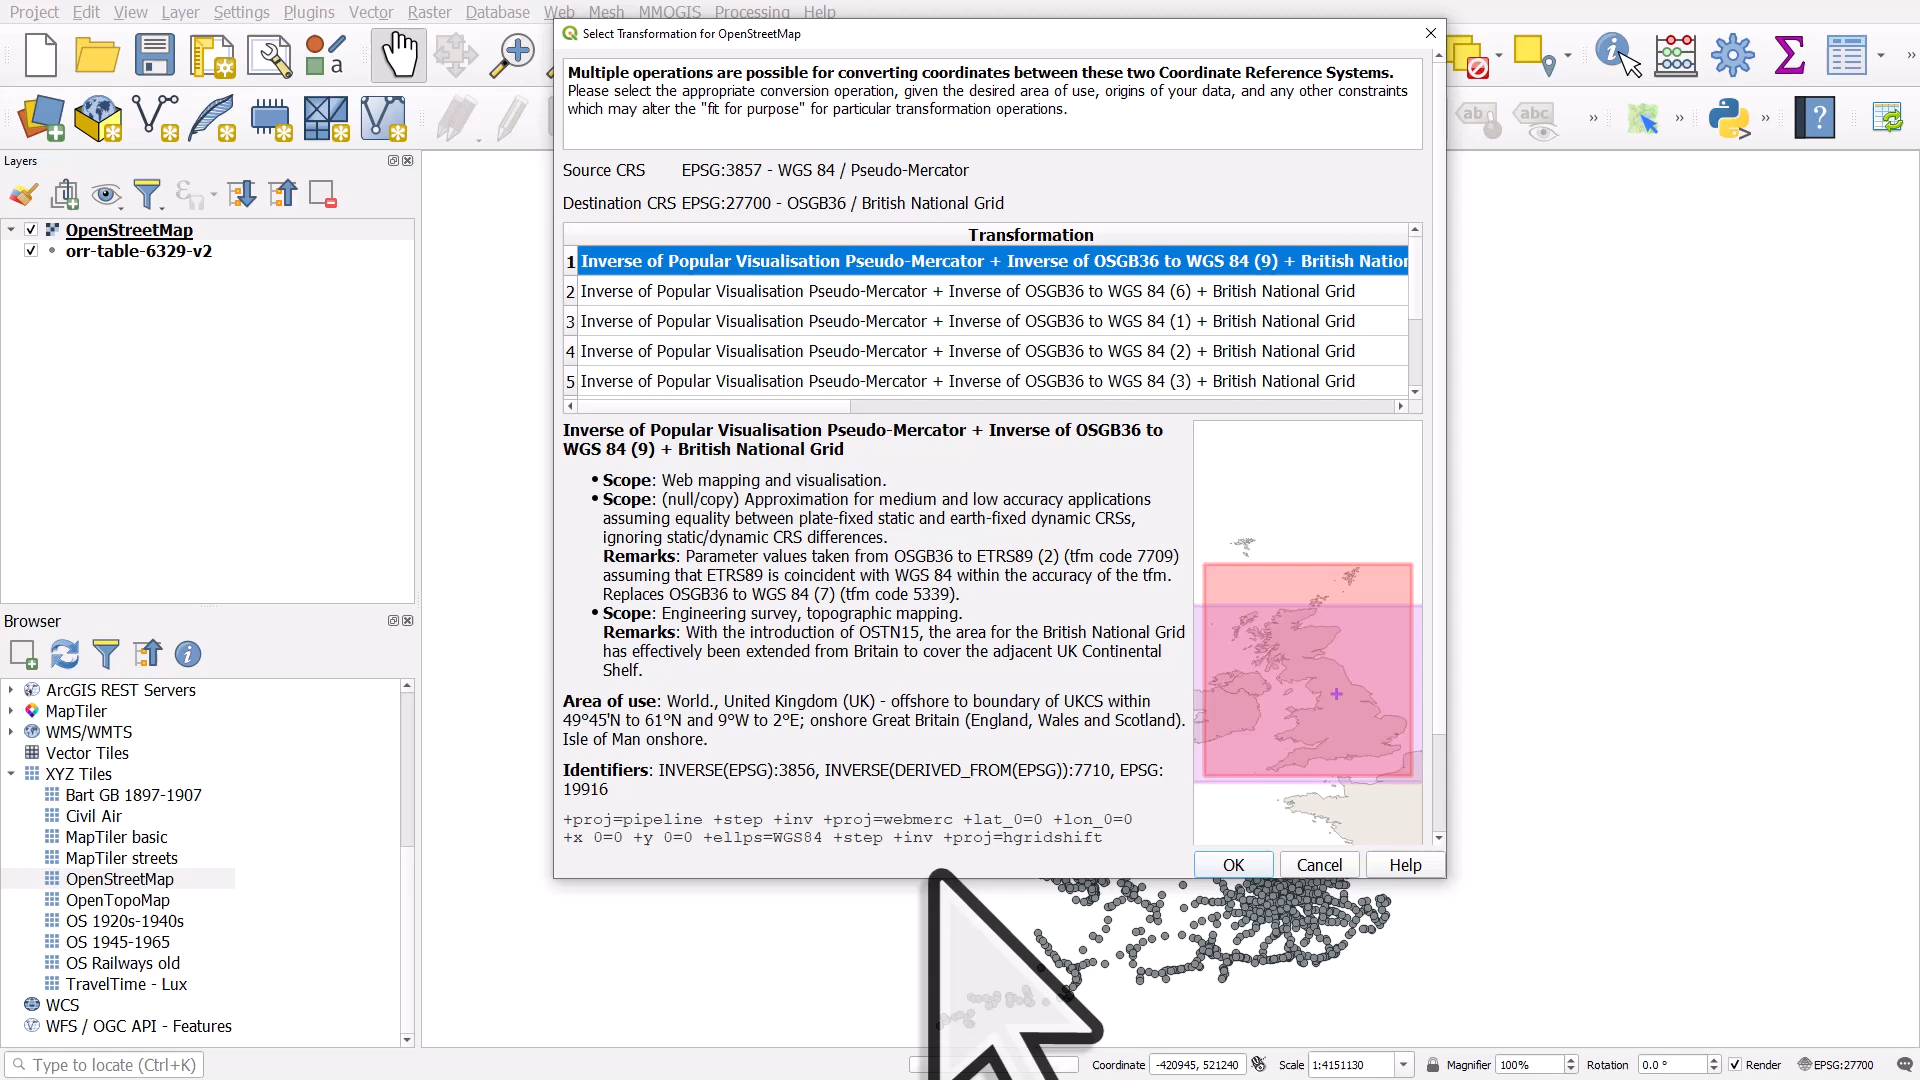 Project Edit View Layer Settings Plugins Vector Raster Database Web Mesh MMOGIS Processing Help
Select Transformation for OpenStreetMap
Multiple operations are possible for converting coordinates between these two Coordinate Reference Systems.
Please select the appropriate conversion operation, given the desired area of use, origins of your data, and any other constraints
which may alter the "fit for purpose" for particular transformation operations.
Source CRS EPSG:3857 - WGS 84 / Pseudo-Mercator
Destination CRS EPSG:27700 - OSGB36 / British National Grid
Transformation
1 Inverse of Popular Visualisation Pseudo-Mercator + Inverse of OSGB36 to WGS 84 (9) + British Nation
2 Inverse of Popular Visualisation Pseudo-Mercator + Inverse of OSGB36 to WGS 84 (6) + British National Grid
3 Inverse of Popular Visualisation Pseudo-Mercator + Inverse of OSGB36 to WGS 84 (1) + British National Grid
4 Inverse of Popular Visualisation Pseudo-Mercator + Inverse of OSGB36 to WGS 84 (2) + British National Grid
5 Inverse of Popular Visualisation Pseudo-Mercator + Inverse of OSGB36 to WGS 84 (3) + British National Grid
Inverse of Popular Visualisation Pseudo-Mercator + Inverse of OSGB36 to
WGS 84 (9) + British National Grid
• Scope: Web mapping and visualisation.
• Scope: (null/copy) Approximation for medium and low accuracy applications
assuming equality between plate-fixed static and earth-fixed dynamic CRSs,
ignoring static/dynamic CRS differences.
Remarks: Parameter values taken from OSGB36 to ETRS89 (2) (tfm code 7709)
assuming that ETRS89 is coincident with WGS 84 within the accuracy of the tfm.
Replaces OSGB36 to WGS 84 (7) (tfm code 5339).
• Scope: Engineering survey, topographic mapping.
Remarks: With the introduction of OSTN15, the area for the British National Grid
has effectively been extended from Britain to cover the adjacent UK Continental
Shelf.
Area of use: World., United Kingdom (UK) - offshore to boundary of UKCS within
49°45'N to 61°N and 9°W to 2°E; onshore Great Britain (England, Wales and Scotland).
Isle of Man onshore.
Identifiers: INVERSE(EPSG):3856, INVERSE(DERIVED_FROM(EPSG)):7710, EPSG:
19916
+proj=pipeline +step +inv +proj=webmerc +lat_0=0 +lon_0=0
+x_0=0 +y_0=0 +ellps=WGS84 +step +inv +proj=hgridshift
OK Cancel Help
a
abc
abc
Layers
OpenStreetMap
orr-table-6329-v2
Browser
ArcGIS REST Servers
MapTiler
WMS/WMTS
Vector Tiles
XYZ Tiles
Bart GB 1897-1907
Civil Air
MapTiler basic
MapTiler streets
OpenStreetMap
OpenTopoMap
OS 1920s-1940s
OS 1945-1965
OS Railways old
TravelTime - Lux
WCS
WFS / OGC API - Features
Type to locate (Ctrl+K)
Coordinate -420945, 521240 Scale 1:4151130 Magnifier 100% Rotation 0.0 ° Render EPSG:27700